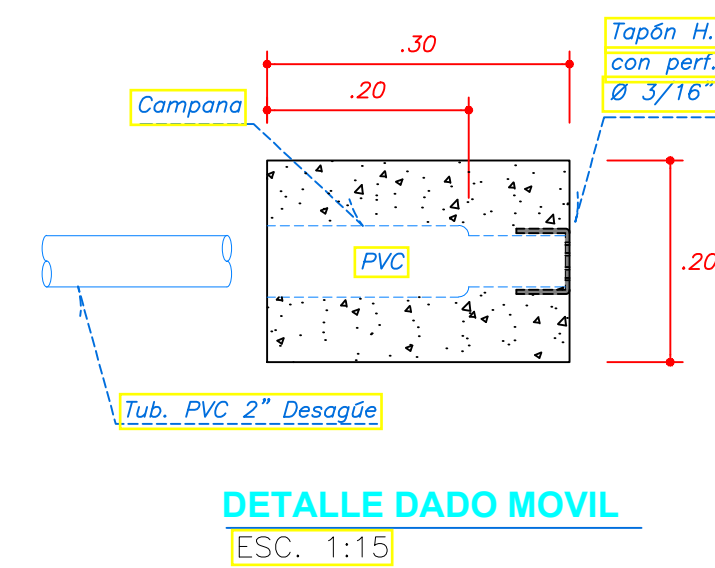 .30
Tapón H.
con perf.
Ø 3/16"
.20
Campana
PVC
.20
Tub. PVC 2" Desagúe
DETALLE DADO MOVIL
ESC. 1:15